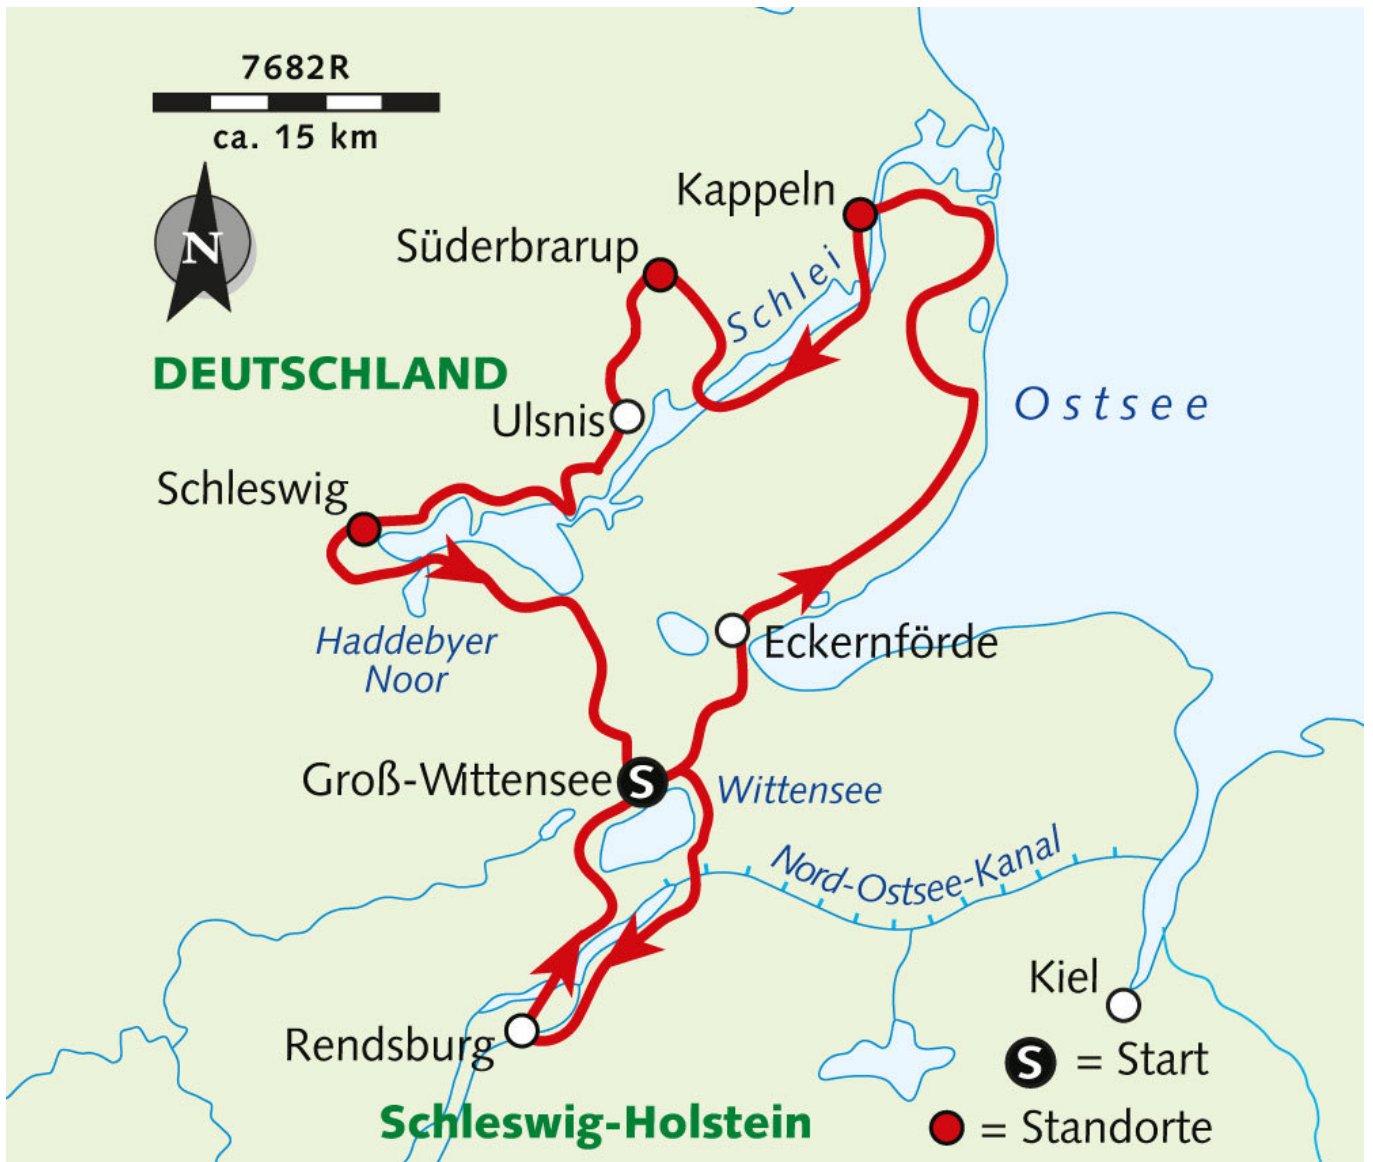 7682R
ca. 15 km
N
Kappeln
Süderbrarup
Schlei
DEUTSCHLAND
Ostsee
Ulsnis
Schleswig
Haddebyer
Noor
Eckernförde
Groß-Wittensee
S
Wittensee
Nord-Ostsee-Kanal
Kiel
Rendsburg
S = Start
Schleswig-Holstein
= Standorte